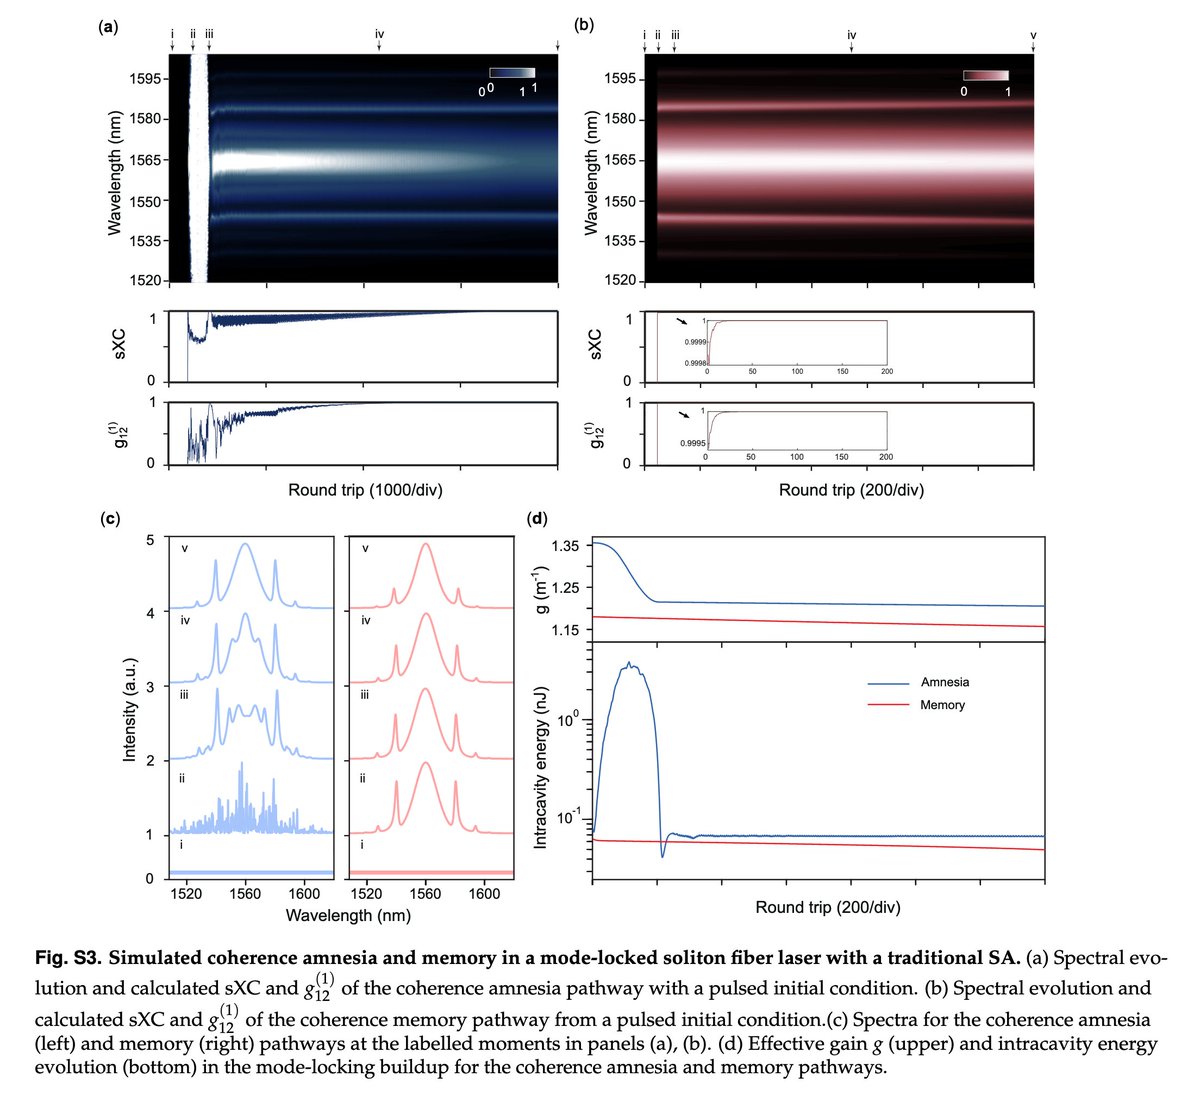 (a)
i ii iii iv
1595
1580
1565
1550
1535
1520
Wavelength (nm)
0 0 1 1
1
sXC
0
1
g12(1)
0
Round trip (1000/div)
(b)
i ii iii iv v
1595
1580
1565
1550
1535
1520
Wavelength (nm)
0 1
1
sXC
0
1
0.9999
0.9998
0 50 100 150 200
1
g12(1)
0
1
0.9995
0 50 100 150 200
Round trip (200/div)
(c)
5
4
3
2
1
0
Intensity (a.u.)
v
iv
iii
ii
i
v
iv
iii
ii
i
1520 1560 1600
1520 1560 1600
Wavelength (nm)
(d)
1.35
1.25
1.15
g (m-1)
100
10-1
Intracavity energy (nJ)
Amnesia
Memory
Round trip (200/div)
Fig. S3. Simulated coherence amnesia and memory in a mode-locked soliton fiber laser with a traditional SA. (a) Spectral evo-
lution and calculated sXC and g12(1) of the coherence amnesia pathway with a pulsed initial condition. (b) Spectral evolution and
calculated sXC and g12(1) of the coherence memory pathway from a pulsed initial condition.(c) Spectra for the coherence amnesia
(left) and memory (right) pathways at the labelled moments in panels (a), (b). (d) Effective gain g (upper) and intracavity energy
evolution (bottom) in the mode-locking buildup for the coherence amnesia and memory pathways.